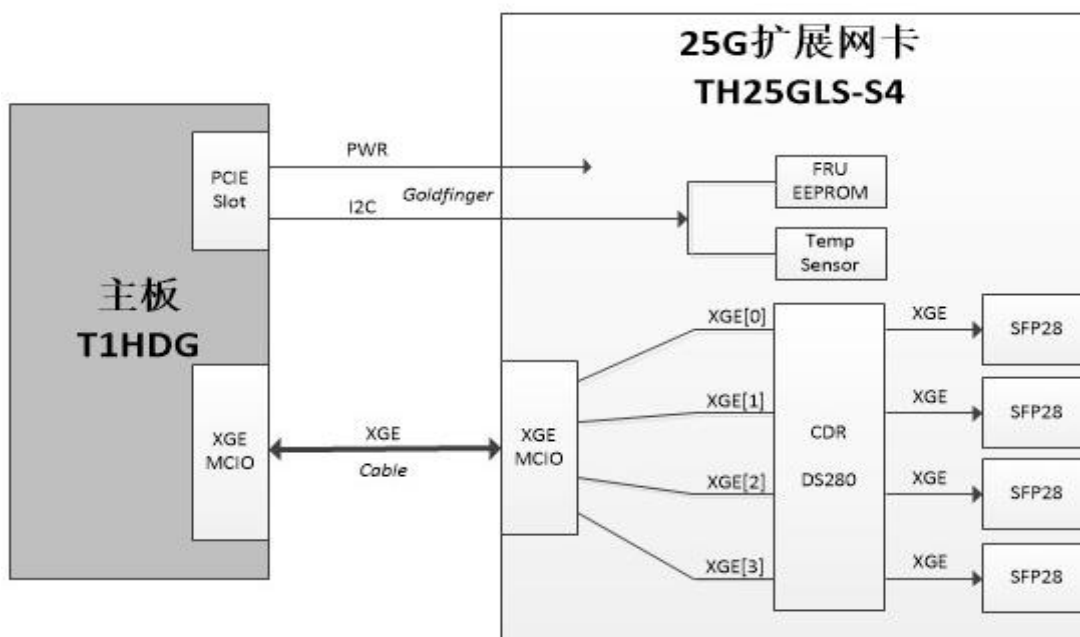 25G扩展网卡
TH25GLS-S4
PCIE
Slot
PWR
I2C
Goldfinger
FRU
EEPROM
Temp
Sensor
主板
T1HDG
XGE
MCIO
XGE
Cable
XGE
MCIO
XGE[0]
XGE[1]
XGE[2]
XGE[3]
CDR
DS280
XGE
SFP28
XGE
SFP28
XGE
SFP28
XGE
SFP28